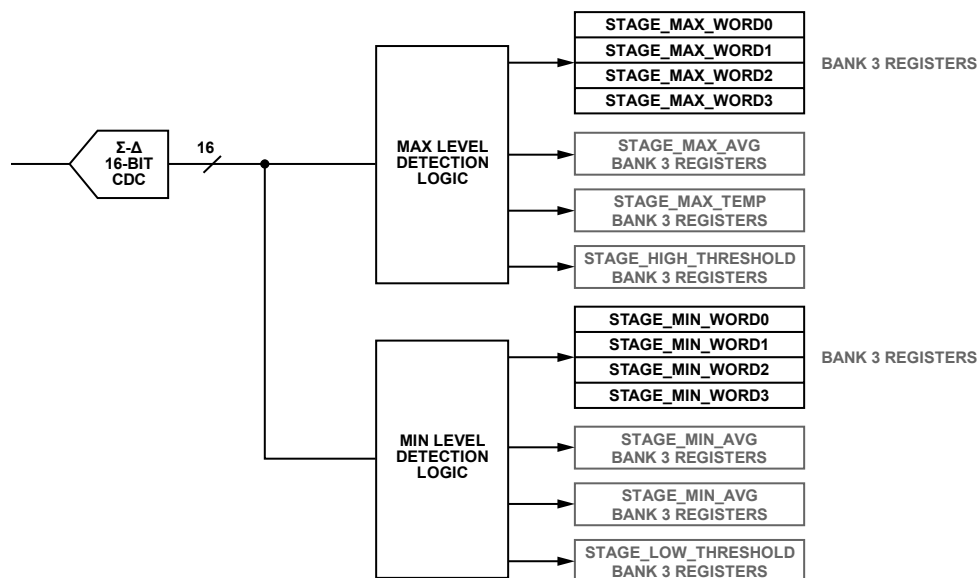 STAGE_MAX_WORD0
STAGE_MAX_WORD1
STAGE_MAX_WORD2
STAGE_MAX_WORD3
BANK 3 REGISTERS
Σ-Δ
16-BIT
CDC
16
MAX LEVEL
DETECTION
LOGIC
STAGE_MAX_AVG
BANK 3 REGISTERS
STAGE_MAX_TEMP
BANK 3 REGISTERS
STAGE_HIGH_THRESHOLD
BANK 3 REGISTERS
STAGE_MIN_WORD0
STAGE_MIN_WORD1
STAGE_MIN_WORD2
STAGE_MIN_WORD3
BANK 3 REGISTERS
MIN LEVEL
DETECTION
LOGIC
STAGE_MIN_AVG
BANK 3 REGISTERS
STAGE_MIN_AVG
BANK 3 REGISTERS
STAGE_LOW_THRESHOLD
BANK 3 REGISTERS